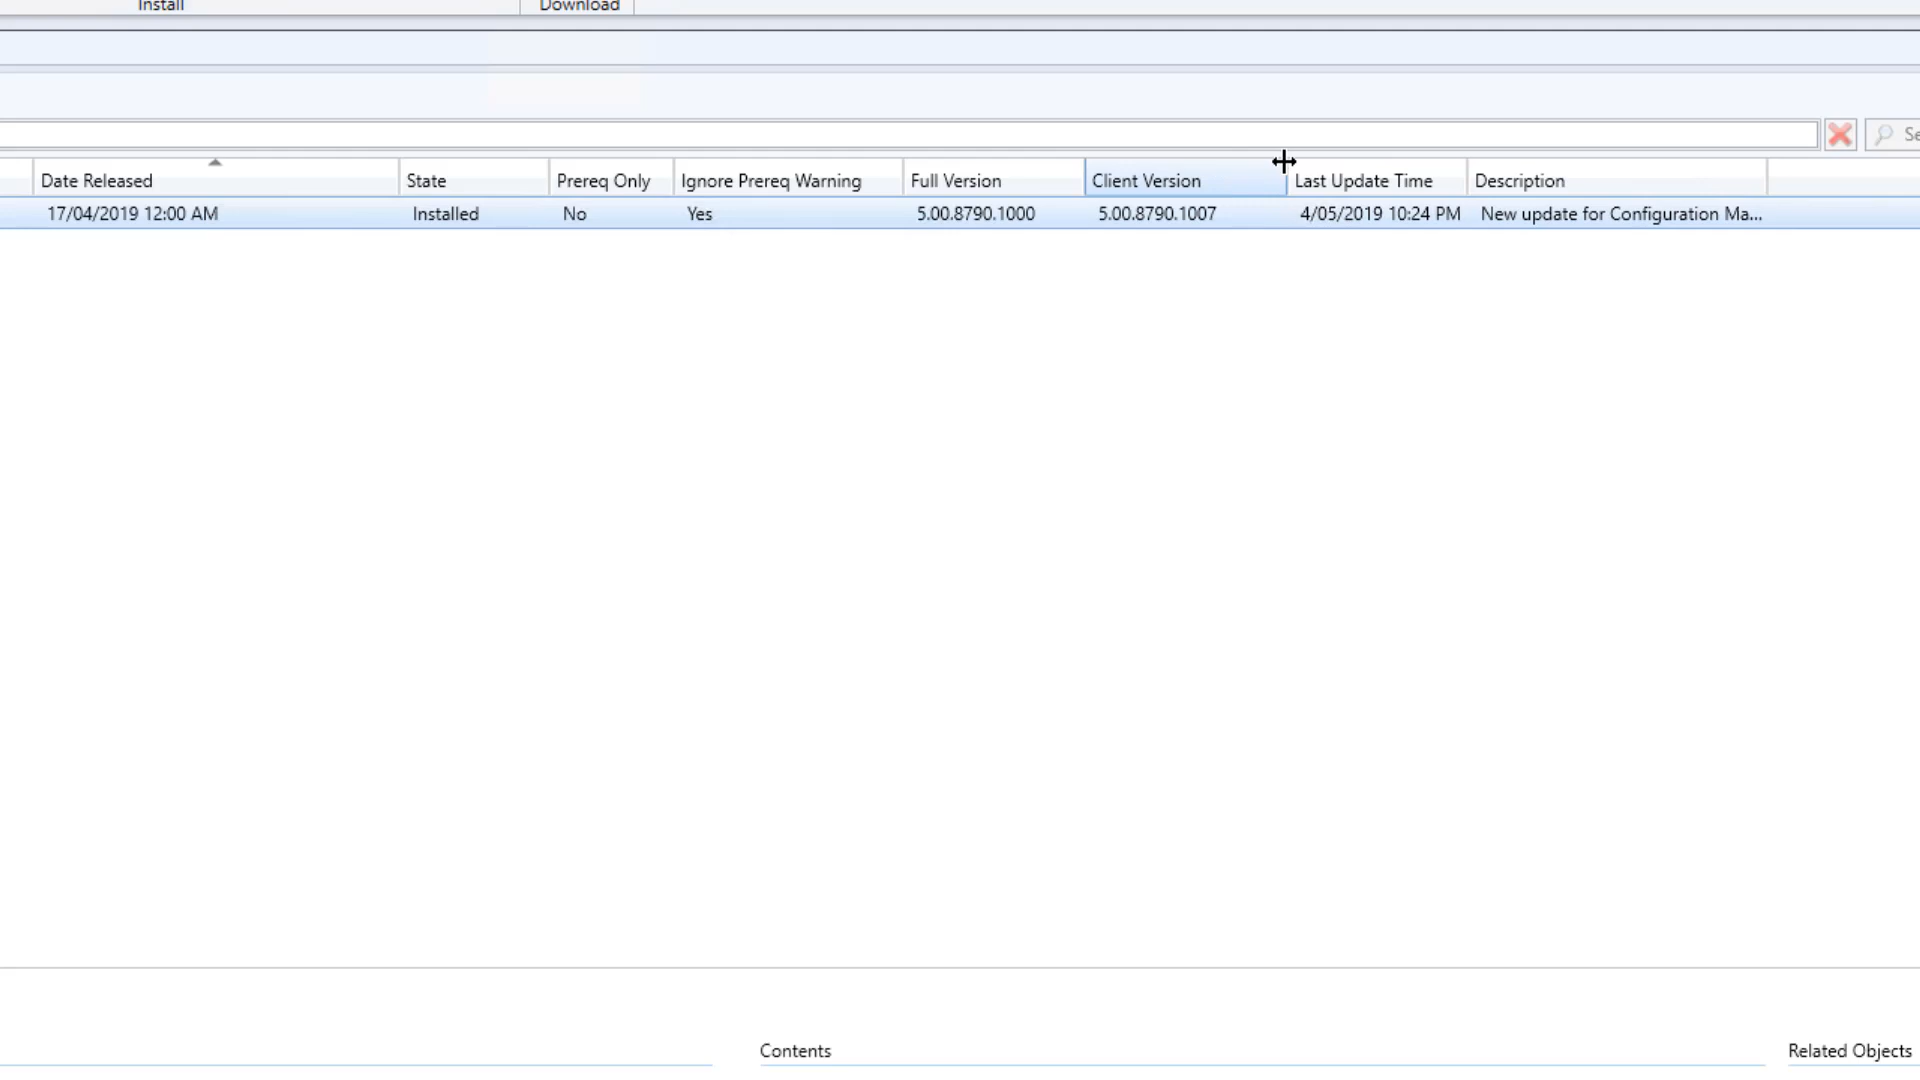 Install Download
Se
Date Released State Prereq Only Ignore Prereq Warning Full Version Client Version Last Update Time Description
17/04/2019 12:00 AM Installed No Yes 5.00.8790.1000 5.00.8790.1007 4/05/2019 10:24 PM New update for Configuration Ma...
Contents Related Objects